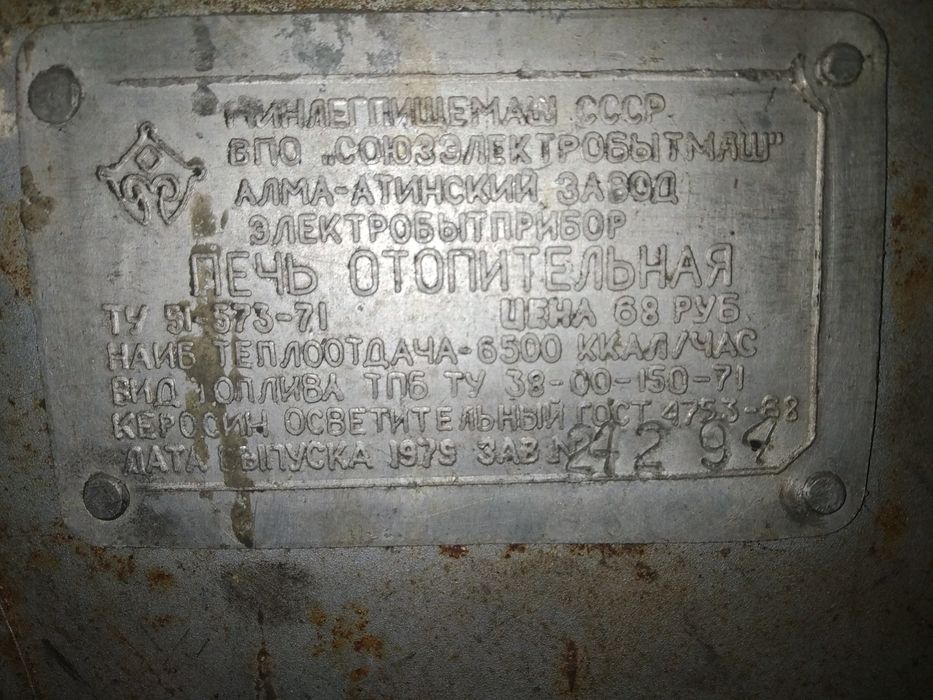 МИНЛЕГПИЩЕМАШ СССР
ВПО „СОЮЗЭЛЕКТРОБЫТМАШ"
АЛМА-АТИНСКИЙ ЗАВОД
ЭЛЕКТРОБЫТПРИБОР
ПЕЧЬ ОТОПИТЕЛЬНАЯ
ТУ 51-573-71 ЦЕНА 68 РУБ
НАИБ ТЕПЛООТДАЧА-6500 ККАЛ/ЧАС
ВИД ТОПЛИВА ТПБ ТУ 38-00-150-71
КЕРОСИН ОСВЕТИТЕЛЬНЫЙ ГОСТ 4753-68
ДАТА ВЫПУСКА 1979 ЗАВ №